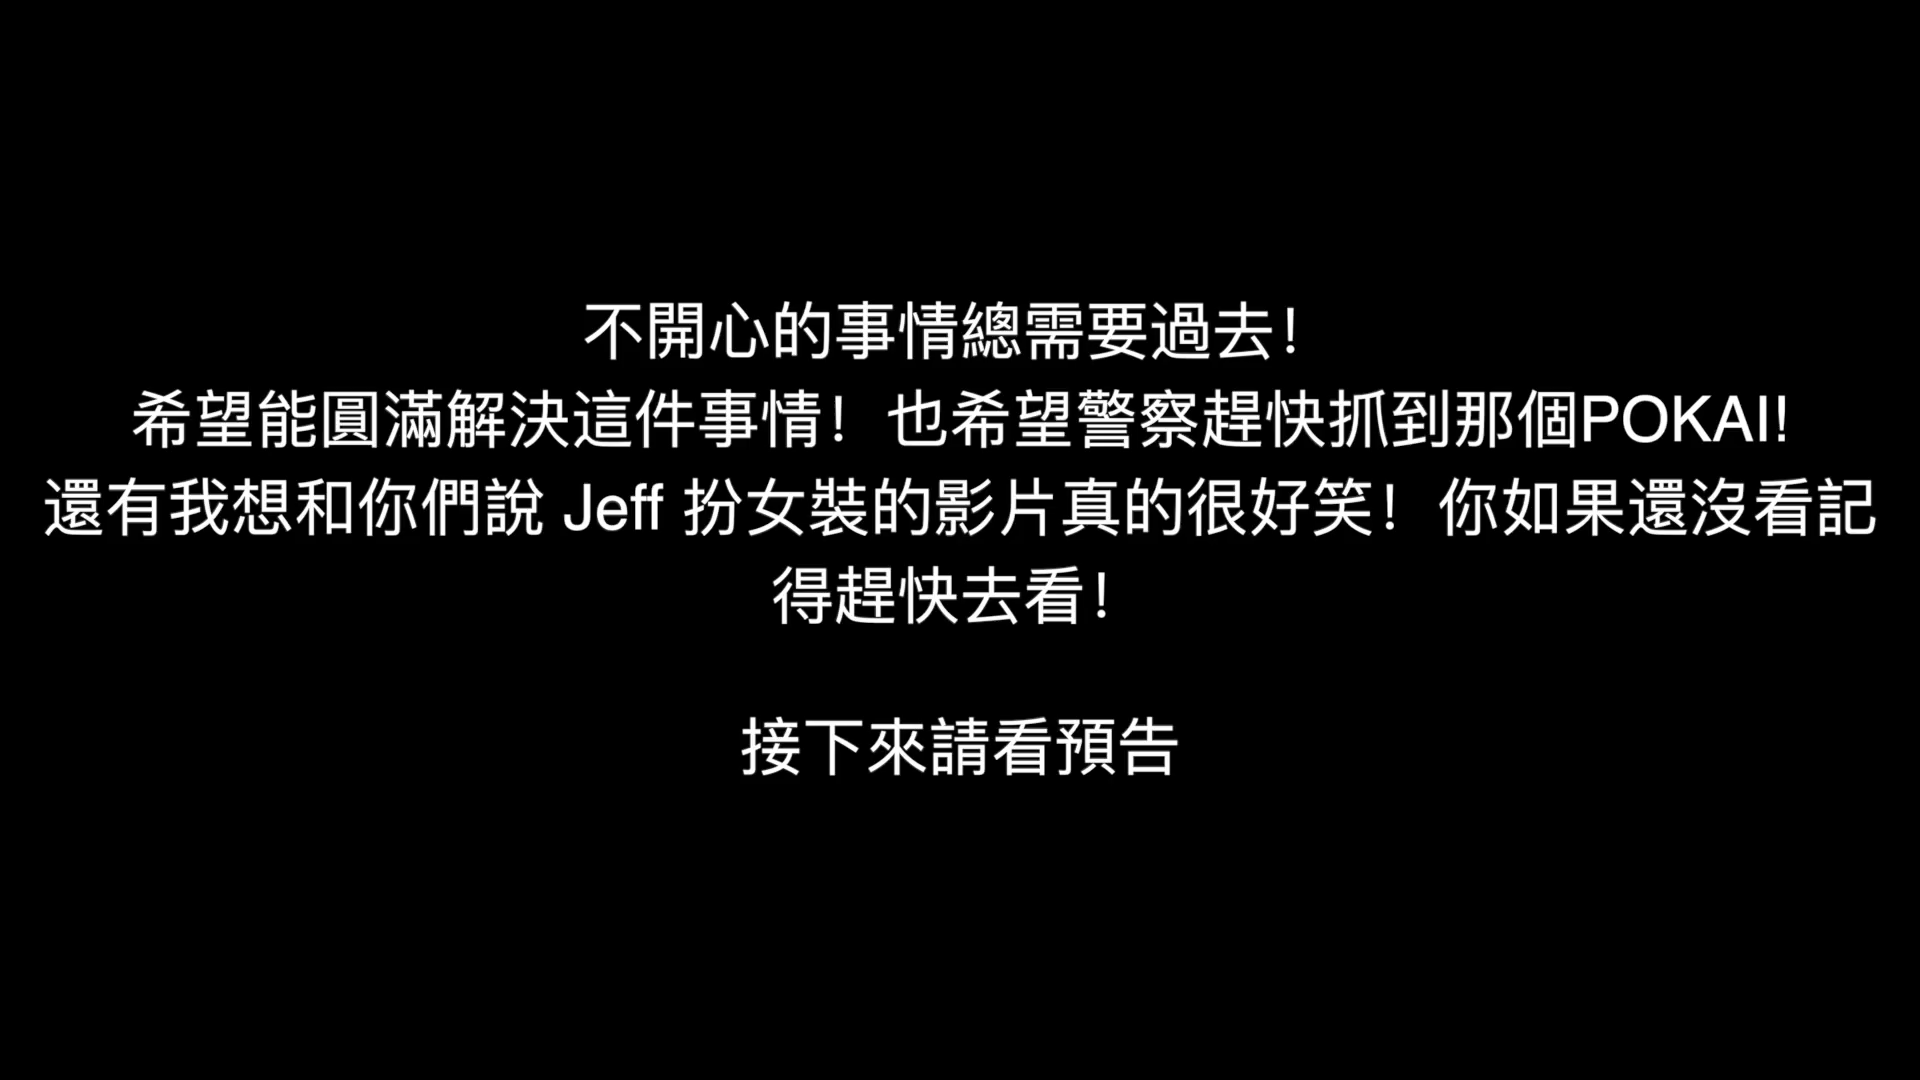 不開心的事情總需要過去！
希望能圓滿解決這件事情！也希望警察趕快抓到那個POKAI!
還有我想和你們說 Jeff 扮女裝的影片真的很好笑！你如果還沒看記
得趕快去看！
接下來請看預告